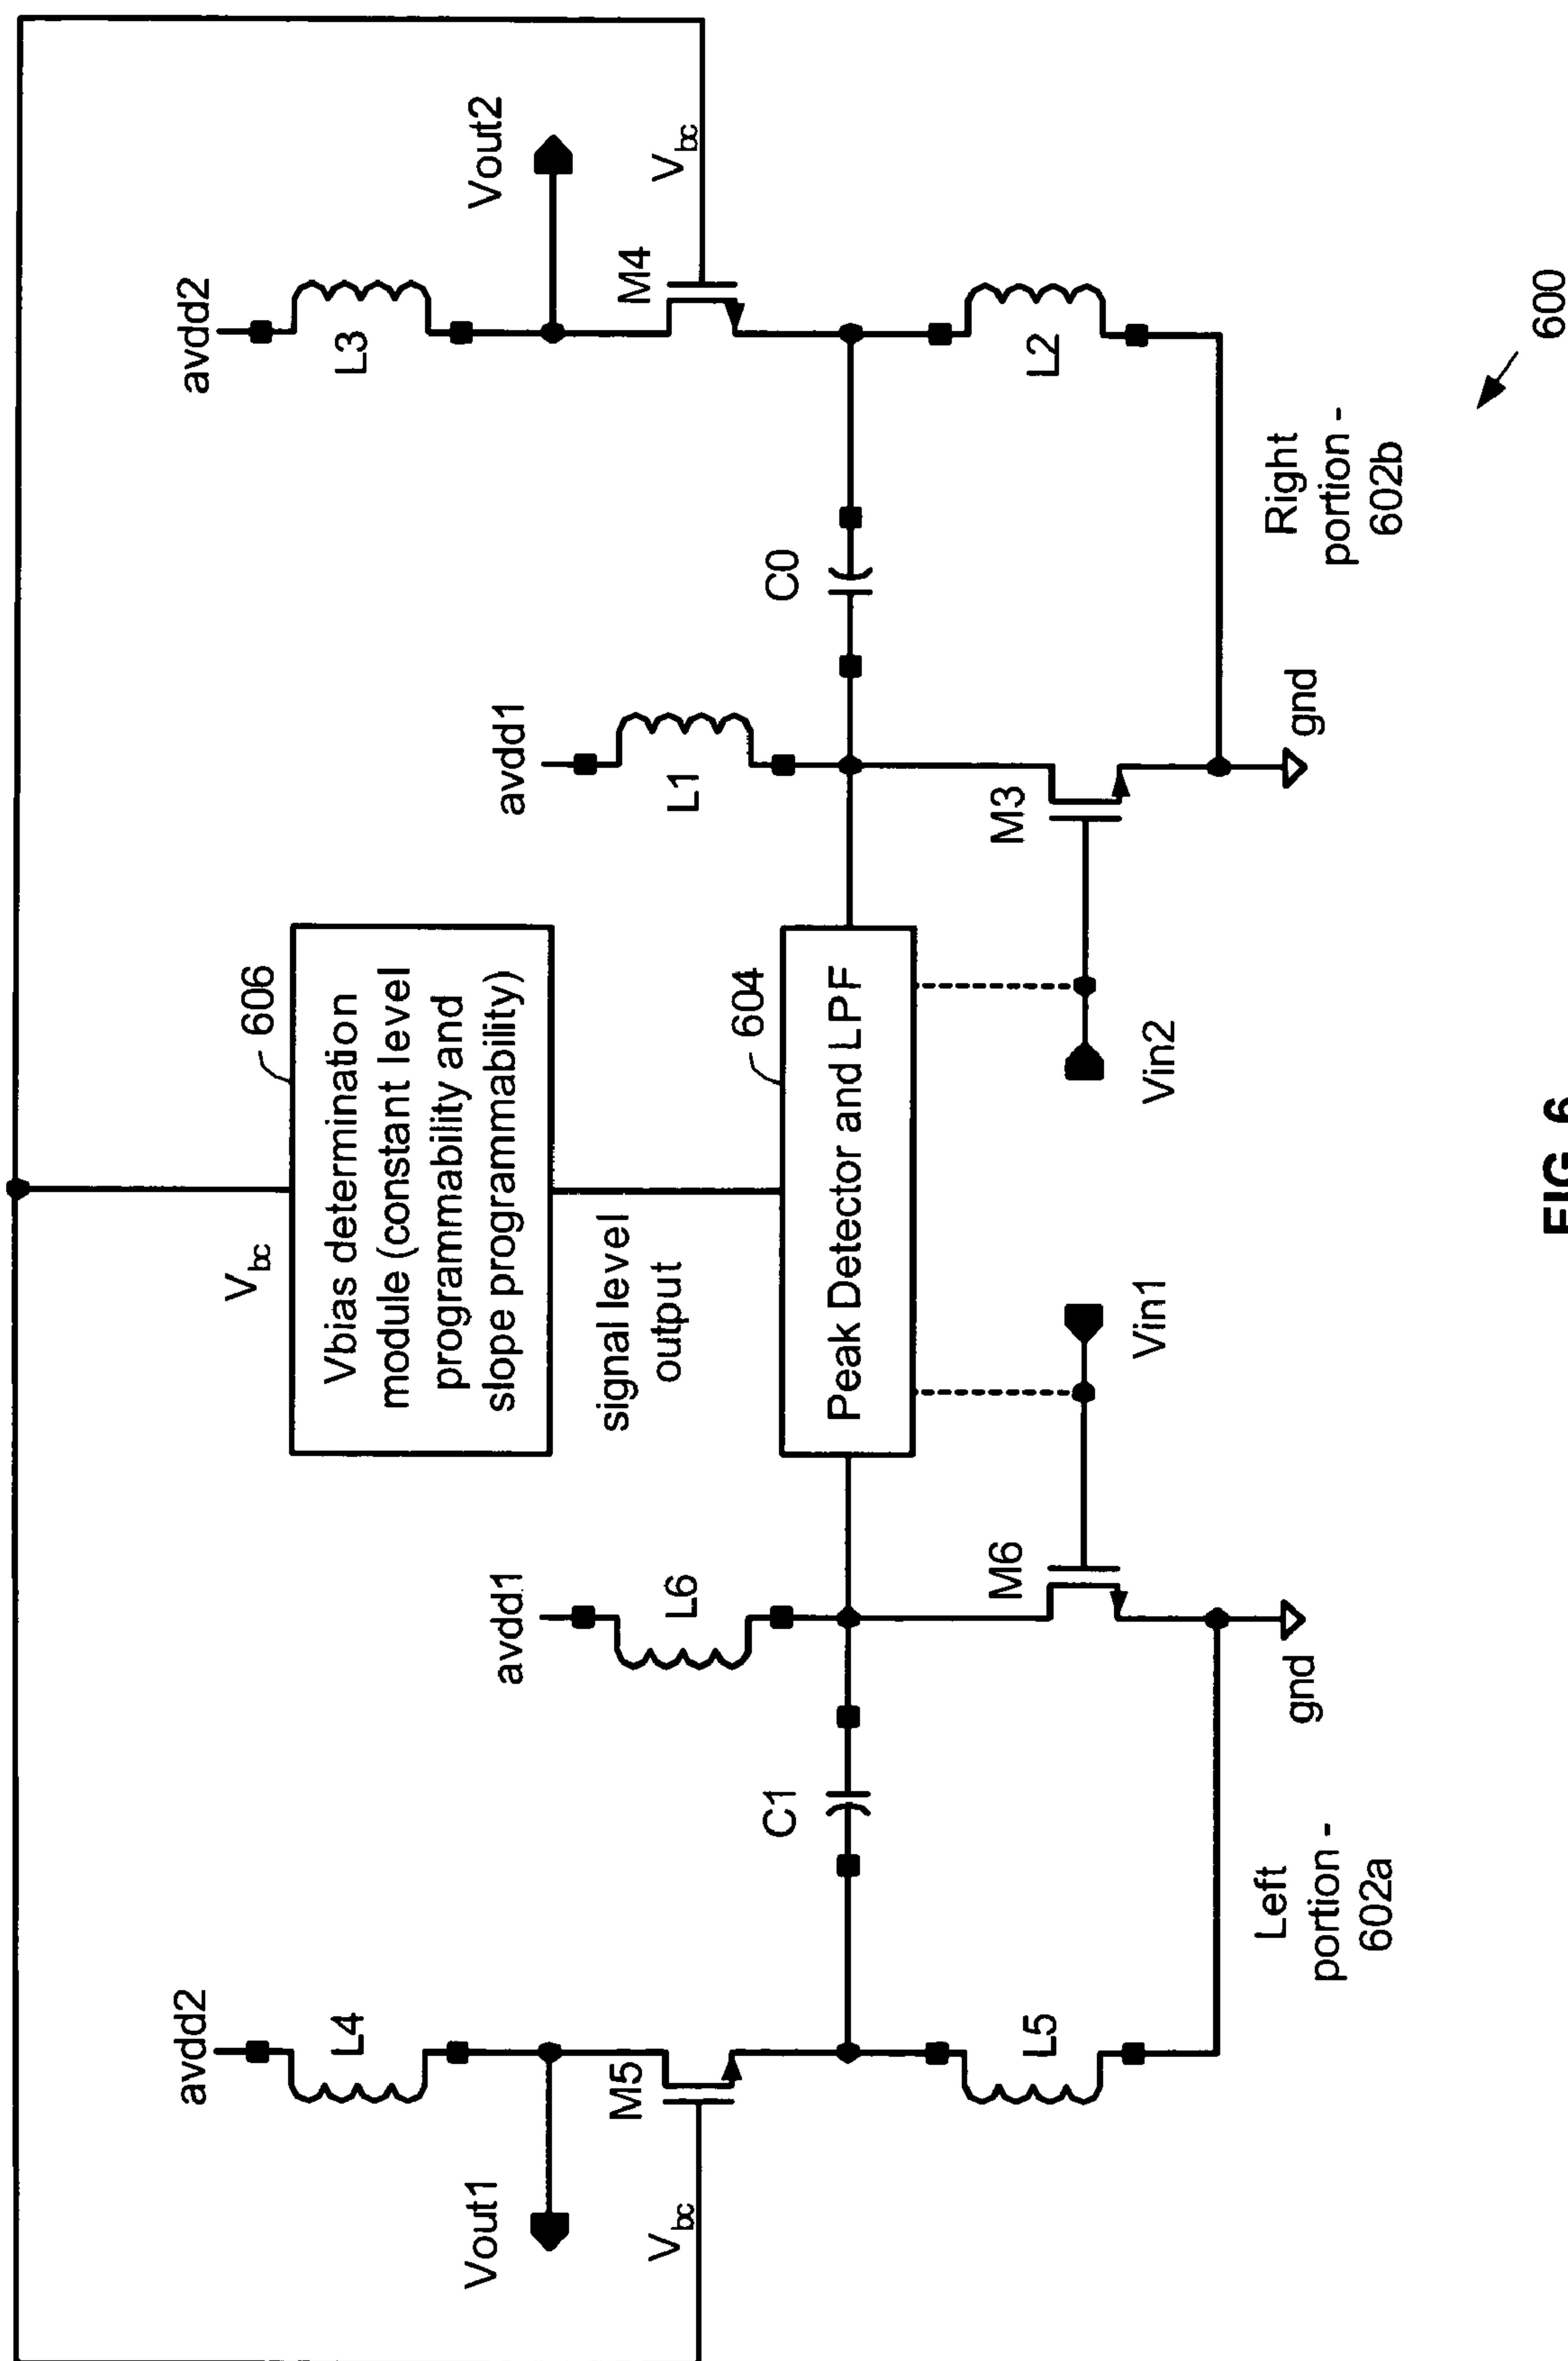 V_bc
606
Vbias determination
module (constant level
programmability and
slope programmability)
signal level
output
604
Peak Detector and LPF
avdd2
L4
Vout1
M5
V_bc
L5
C1
avdd1
L6
M6
Vin1
gnd
Left
portion -
602a
avdd1
L1
C0
M3
Vin2
gnd
avdd2
L3
Vout2
M4
V_bc
L2
Right
portion -
602b
600
FIG. 6